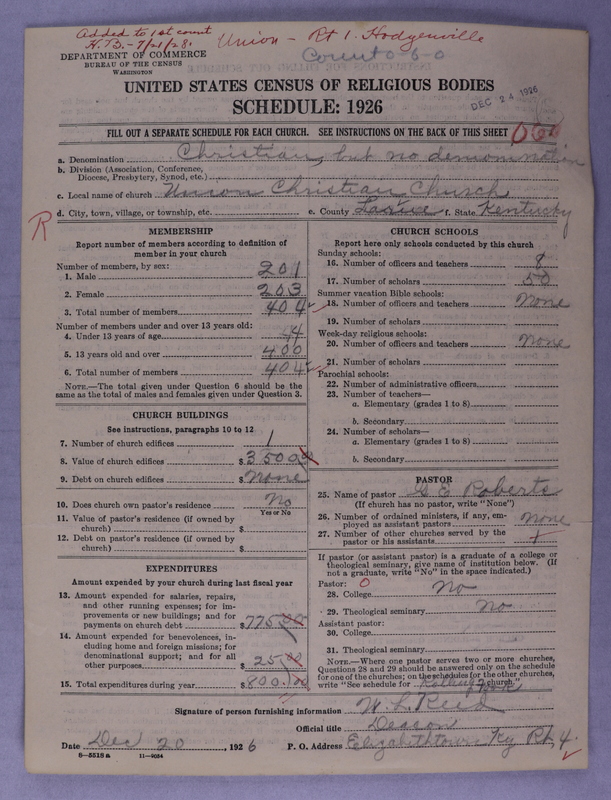 Added to 1st count
H.B. - 7/21/28.
Union - Rt 1. Hodgenville
DEPARTMENT OF COMMERCE
BUREAU OF THE CENSUS
WASHINGTON
UNITED STATES CENSUS OF RELIGIOUS BODIES
SCHEDULE: 1926
DEC 24 1926
FILL OUT A SEPARATE SCHEDULE FOR EACH CHURCH. SEE INSTRUCTIONS ON THE BACK OF THIS SHEET
a. Denomination Christian, but no denomination
b. Division (Association, Conference,
Diocese, Presbytery, Synod, etc.)
c. Local name of church Union Christian Church
d. City, town, village, or township, etc. e. County Larue f. State Kentucky
R
MEMBERSHIP
Report number of members according to definition of
member in your church
Number of members, by sex:
1. Male 201
2. Female 203
3. Total number of members 404
Number of members under and over 13 years old:
4. Under 13 years of age 4
5. 13 years old and over 400
6. Total number of members 404
NOTE.—The total given under Question 6 should be the
same as the total of males and females given under Question 3.
CHURCH BUILDINGS
See instructions, paragraphs 10 to 12
7. Number of church edifices 1
8. Value of church edifices $ 3500.00
9. Debt on church edifices $ None
10. Does church own pastor's residence No
Yes or No
11. Value of pastor's residence (if owned by
church) $
12. Debt on pastor's residence (if owned by
church) $
EXPENDITURES
Amount expended by your church during last fiscal year
13. Amount expended for salaries, repairs,
and other running expenses; for im-
provements or new buildings; and for
payments on church debt $ 775.00
14. Amount expended for benevolences, in-
cluding home and foreign missions; for
denominational support; and for all
other purposes $ 25.00
15. Total expenditures during year $ 800.00
CHURCH SCHOOLS
Report here only schools conducted by this church
Sunday schools:
16. Number of officers and teachers 8
17. Number of scholars 50
Summer vacation Bible schools:
18. Number of officers and teachers None
19. Number of scholars
Week-day religious schools:
20. Number of officers and teachers None
21. Number of scholars
Parochial schools:
22. Number of administrative officers
23. Number of teachers—
a. Elementary (grades 1 to 8)
b. Secondary
24. Number of scholars—
a. Elementary (grades 1 to 8)
b. Secondary
PASTOR
25. Name of pastor G E Roberts
(If church has no pastor, write "None")
26. Number of ordained ministers, if any, em-
ployed as assistant pastors None
27. Number of other churches served by the
pastor or his assistants
If pastor (or assistant pastor) is a graduate of a college or
theological seminary, give name of institution below. (If
not a graduate, write "No" in the space indicated.)
Pastor: O
28. College No
29. Theological seminary No
Assistant pastor:
30. College
31. Theological seminary
NOTE.—Where one pastor serves two or more churches,
Questions 28 and 29 should be answered only on the schedule
for one of the churches; on the schedules for the other churches,
write "See schedule for Rolling Fork church."
Signature of person furnishing information W. L. Reed
Official title Deacon
Date Dec 20, 1926 P. O. Address Elizabethtown Ky Rt, 4.
8—5518a 11—9034